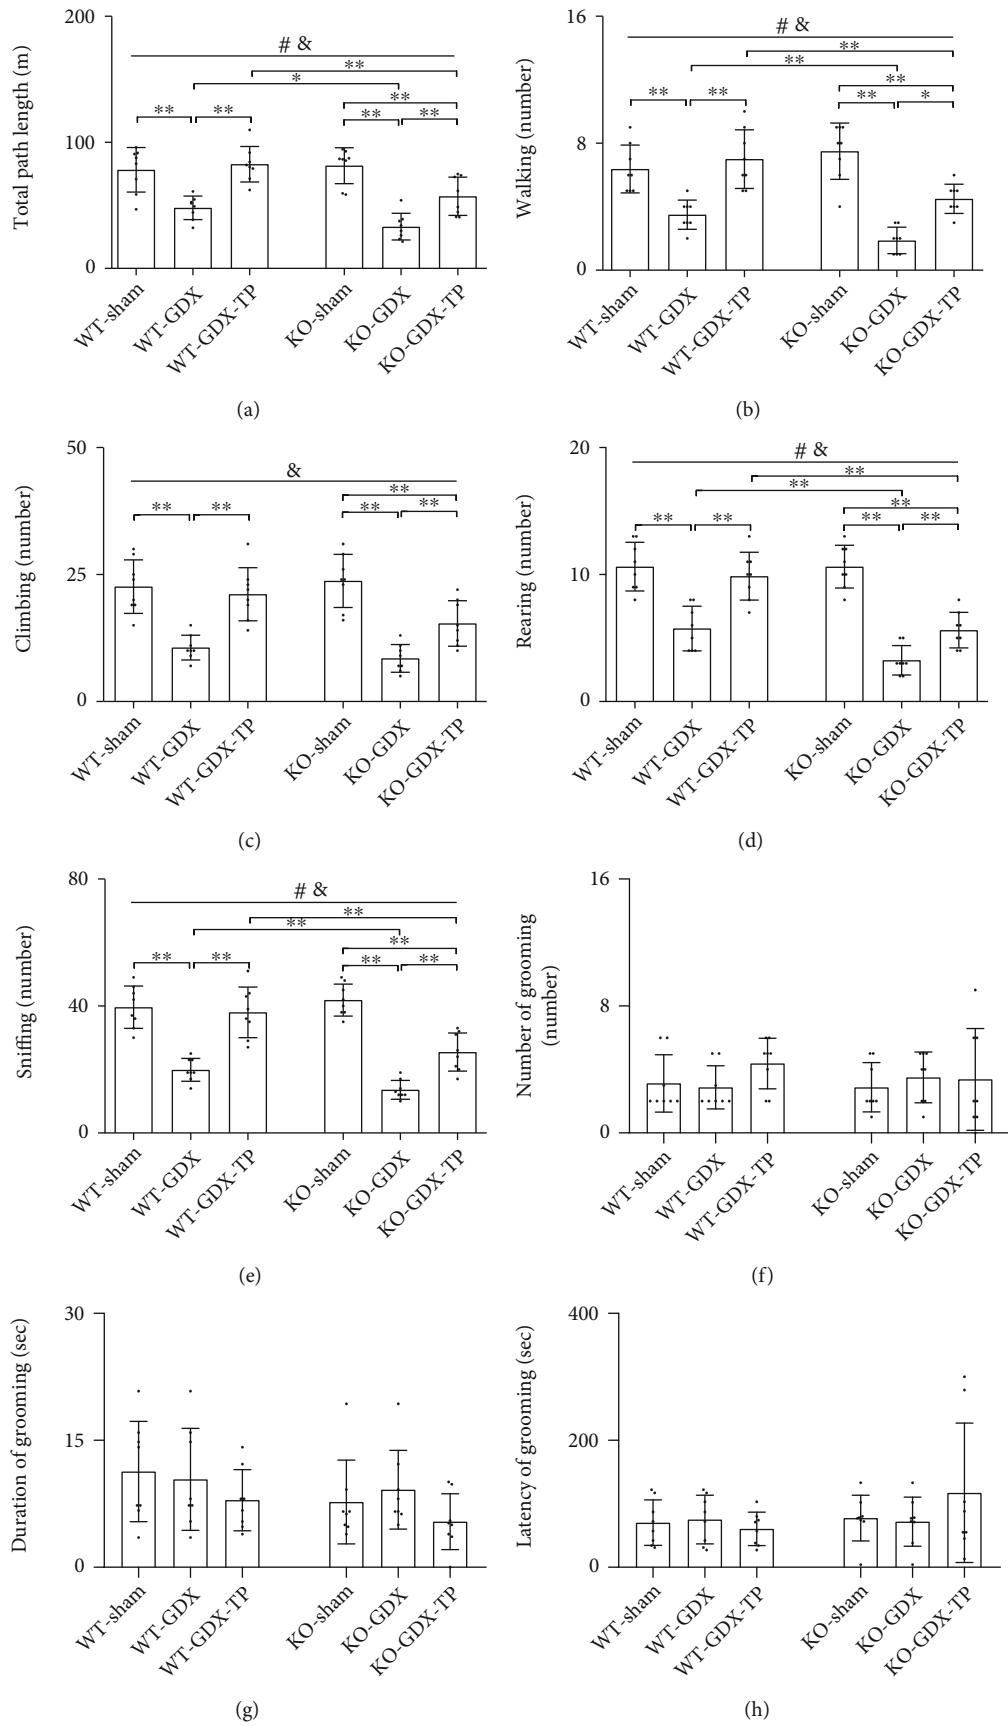 Total path length (m)
200
100
0
# &
**
*
**
**
**
**
**
WT-sham
WT-GDX
WT-GDX-TP
KO-sham
KO-GDX
KO-GDX-TP
(a)
Walking (number)
16
8
0
# &
**
**
**
**
**
**
*
WT-sham
WT-GDX
WT-GDX-TP
KO-sham
KO-GDX
KO-GDX-TP
(b)
Climbing (number)
50
25
0
&
**
**
**
**
**
WT-sham
WT-GDX
WT-GDX-TP
KO-sham
KO-GDX
KO-GDX-TP
(c)
Rearing (number)
20
10
0
# &
**
**
**
**
**
**
**
WT-sham
WT-GDX
WT-GDX-TP
KO-sham
KO-GDX
KO-GDX-TP
(d)
Sniffing (number)
80
40
0
# &
**
**
**
**
**
**
**
WT-sham
WT-GDX
WT-GDX-TP
KO-sham
KO-GDX
KO-GDX-TP
(e)
Number of grooming
(number)
16
8
0
WT-sham
WT-GDX
WT-GDX-TP
KO-sham
KO-GDX
KO-GDX-TP
(f)
Duration of grooming (sec)
30
15
0
WT-sham
WT-GDX
WT-GDX-TP
KO-sham
KO-GDX
KO-GDX-TP
(g)
Latency of grooming (sec)
400
200
0
WT-sham
WT-GDX
WT-GDX-TP
KO-sham
KO-GDX
KO-GDX-TP
(h)